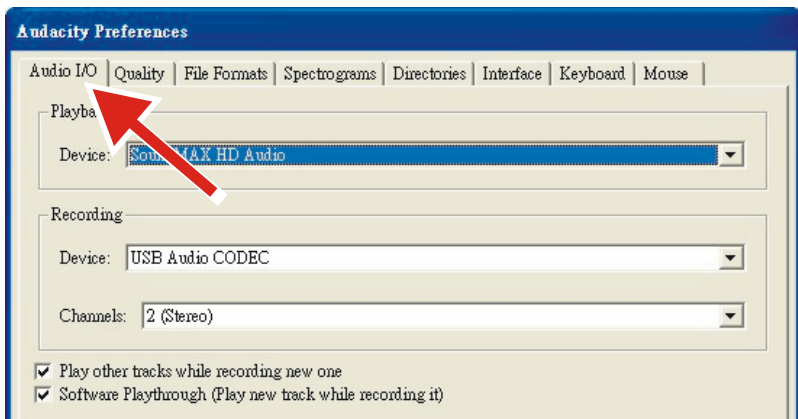 Audacity Preferences
Audio I/O Quality File Formats Spectrograms Directories Interface Keyboard Mouse
Device: MAX HD Audio
Recording
Device: USB Audio CODEC
Channels: 2 (Stereo)
Play other tracks while recording new one
Software Playthrough (Play new track while recording it)